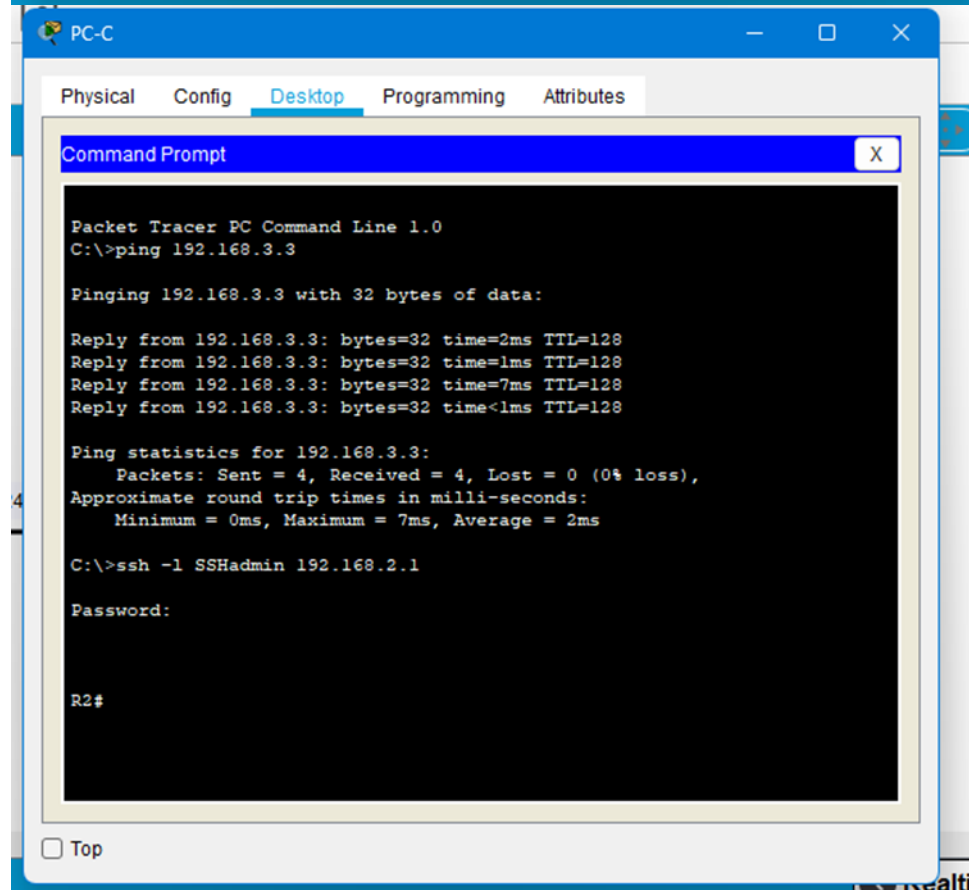 PC-C
Physical Config Desktop Programming Attributes
Command Prompt X
Packet Tracer PC Command Line 1.0
C:\>ping 192.168.3.3
Pinging 192.168.3.3 with 32 bytes of data:
Reply from 192.168.3.3: bytes=32 time=2ms TTL=128
Reply from 192.168.3.3: bytes=32 time=1ms TTL=128
Reply from 192.168.3.3: bytes=32 time=7ms TTL=128
Reply from 192.168.3.3: bytes=32 time<1ms TTL=128
Ping statistics for 192.168.3.3:
Packets: Sent = 4, Received = 4, Lost = 0 (0% loss),
Approximate round trip times in milli-seconds:
Minimum = 0ms, Maximum = 7ms, Average = 2ms
C:\>ssh -l SSHadmin 192.168.2.1
Password:
R2#
Top